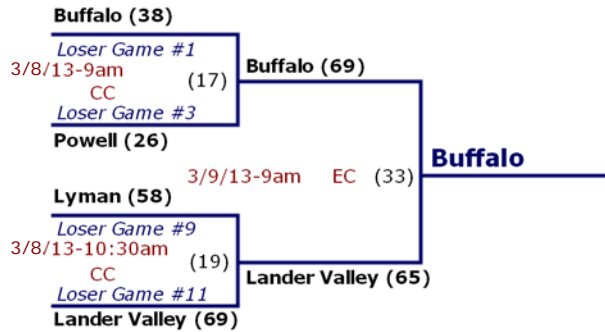 Buffalo (38)
Loser Game #1
3/8/13-9am (17)
CC
Loser Game #3
Powell (26)
Buffalo (69)
3/9/13-9am EC (33)
Buffalo
Lyman (58)
Loser Game #9
3/8/13-10:30am (19)
CC
Loser Game #11
Lander Valley (69)
Lander Valley (65)